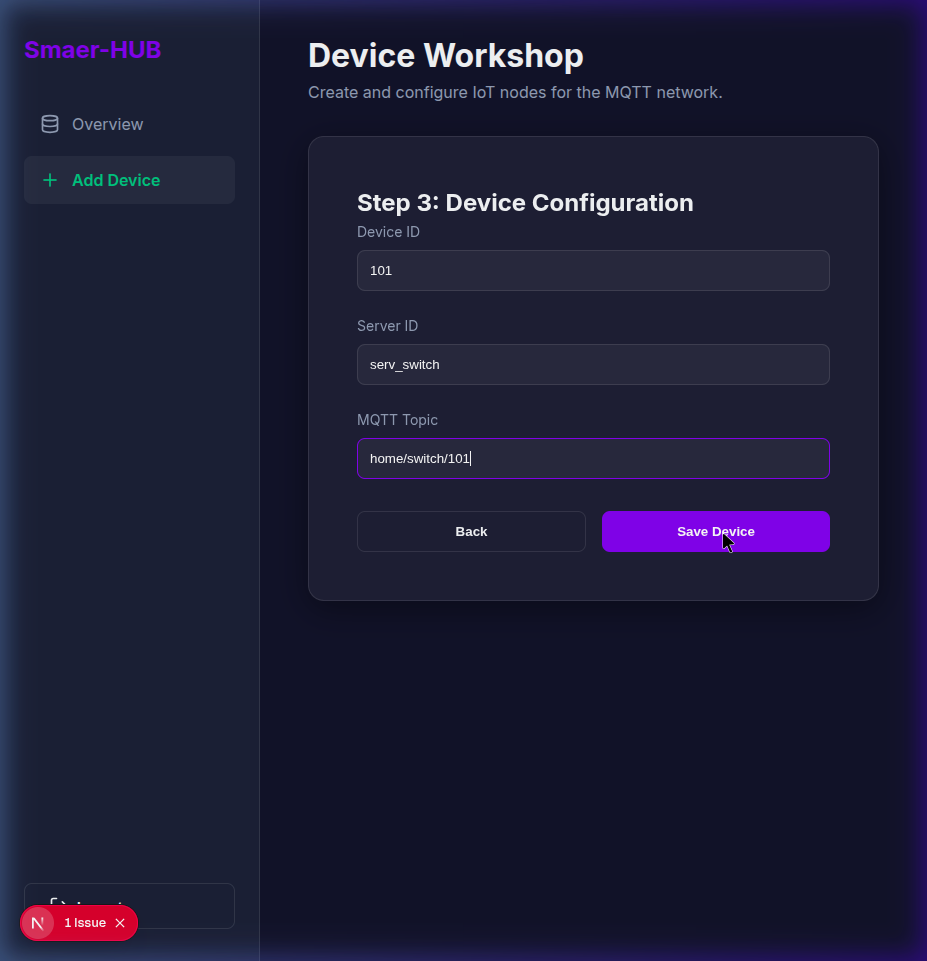 Smaer-HUB
Overview
Add Device
Device Workshop
Create and configure IoT nodes for the MQTT network.
Step 3: Device Configuration
Device ID
101
Server ID
serv_switch
MQTT Topic
home/switch/101
Back
Save Device
N
1 Issue